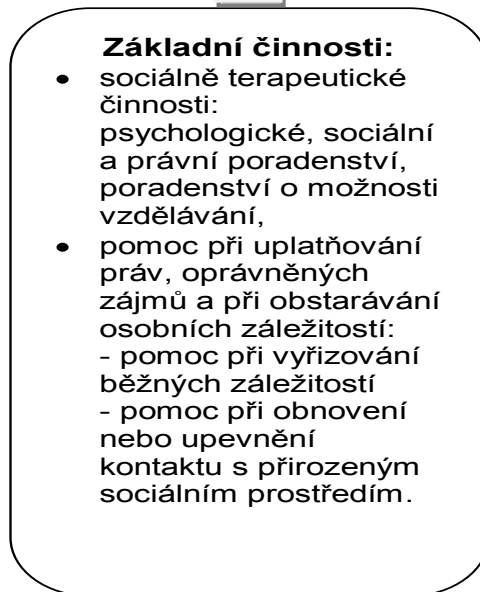 Základní činnosti:
• sociálně terapeutické
činnosti:
psychologické, sociální
a právní poradenství,
poradenství o možnosti
vzdělávání,
• pomoc při uplatňování
práv, oprávněných
zájmů a při obstarávání
osobních záležitostí:
- pomoc při vyřizování
běžných záležitostí
- pomoc při obnovení
nebo upevnění
kontaktu s přirozeným
sociálním prostředím.